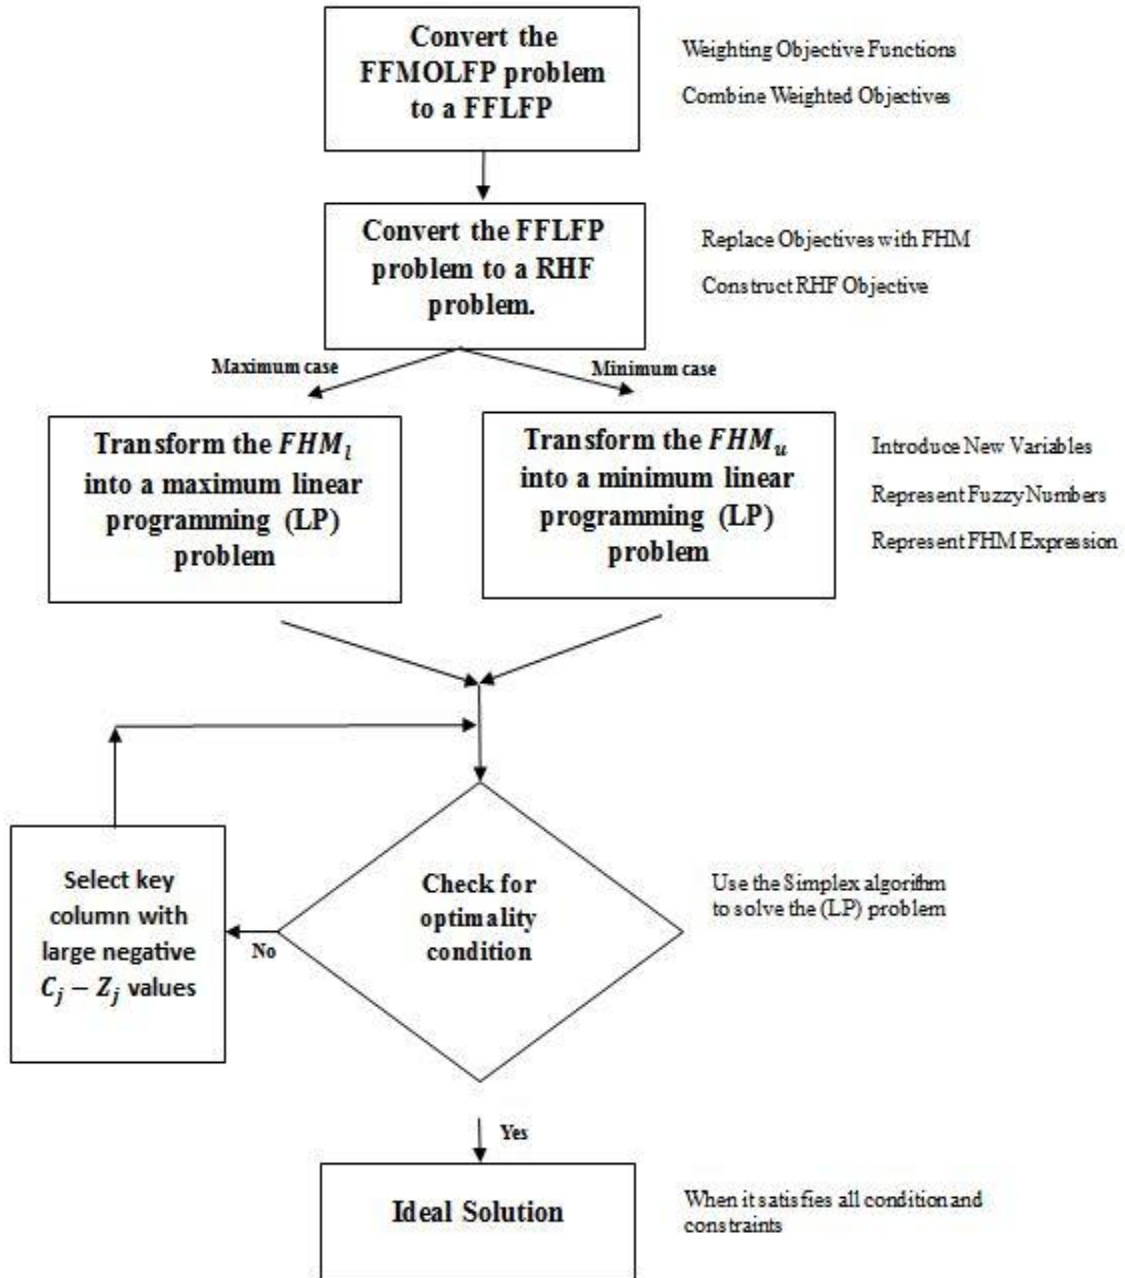 Convert the
FFMOLFP problem
to a FFLFP
Weighting Objective Functions
Combine Weighted Objectives
Convert the FFLFP
problem to a RHF
problem.
Replace Objectives with FHM
Construct RHF Objective
Maximum case
Minimum case
Transform the FHM_l
into a maximum linear
programming (LP)
problem
Transform the FHM_u
into a minimum linear
programming (LP)
problem
Introduce New Variables
Represent Fuzzy Numbers
Represent FHM Expression
Select key
column with
large negative
C_j − Z_j values
No
Check for
optimality
condition
Use the Simplex algorithm
to solve the (LP) problem
Yes
Ideal Solution
When it satisfies all condition and
constraints